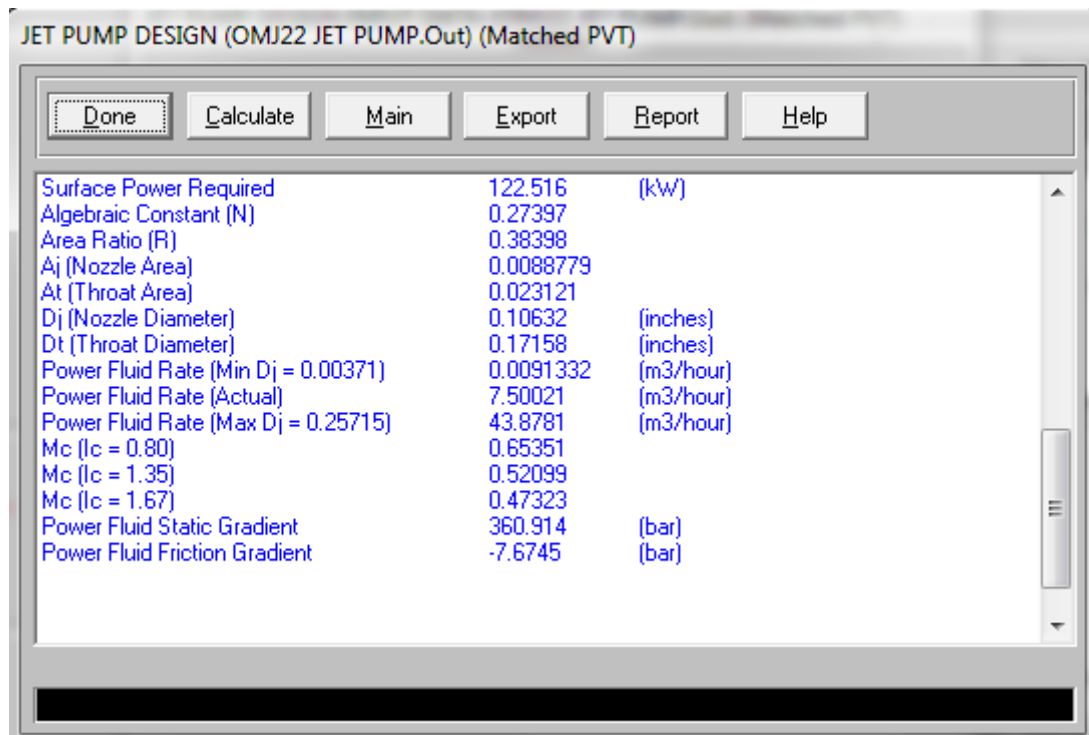 JET PUMP DESIGN (OMJ22 JET PUMP.Out) (Matched PVT)
Done Calculate Main Export Report Help
Surface Power Required 122.516 (kW)
Algebraic Constant (N) 0.27397
Area Ratio (R) 0.38398
Aj (Nozzle Area) 0.0088779
At (Throat Area) 0.023121
Dj (Nozzle Diameter) 0.10632 (inches)
Dt (Throat Diameter) 0.17158 (inches)
Power Fluid Rate (Min Dj = 0.00371) 0.0091332 (m3/hour)
Power Fluid Rate (Actual) 7.50021 (m3/hour)
Power Fluid Rate (Max Dj = 0.25715) 43.8781 (m3/hour)
Mc (Ic = 0.80) 0.65351
Mc (Ic = 1.35) 0.52099
Mc (Ic = 1.67) 0.47323
Power Fluid Static Gradient 360.914 (bar)
Power Fluid Friction Gradient -7.6745 (bar)